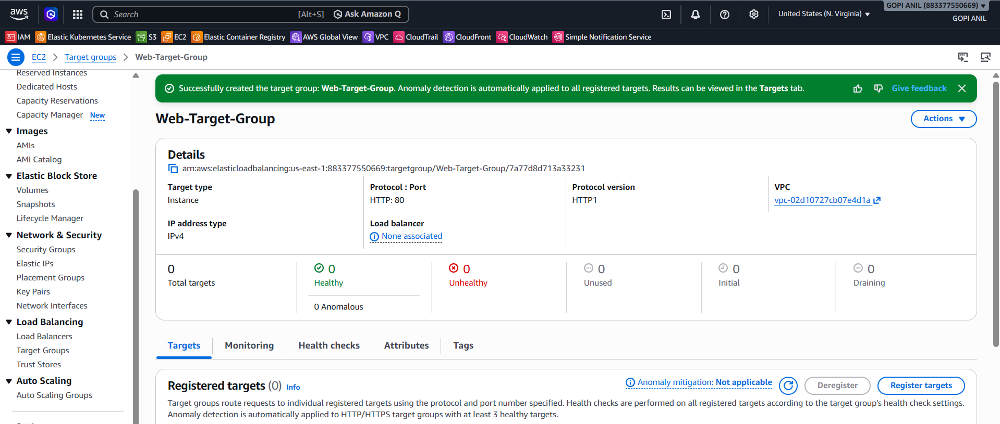 aws
Search [Alt+S] Ask Amazon Q
United States (N. Virginia)
GOPI ANIL (883377550669)
GOPI ANIL
IAM Elastic Kubernetes Service S3 EC2 Elastic Container Registry AWS Global View VPC CloudTrail CloudFront CloudWatch Simple Notification Service
EC2 Target groups Web-Target-Group
Reserved Instances
Dedicated Hosts
Capacity Reservations
Capacity Manager New
Images
AMIs
AMI Catalog
Elastic Block Store
Volumes
Snapshots
Lifecycle Manager
Network & Security
Security Groups
Elastic IPs
Placement Groups
Key Pairs
Network Interfaces
Load Balancing
Load Balancers
Target Groups
Trust Stores
Auto Scaling
Auto Scaling Groups
Successfully created the target group: Web-Target-Group. Anomaly detection is automatically applied to all registered targets. Results can be viewed in the Targets tab.
Give feedback
Web-Target-Group
Actions
Details
arn:aws:elasticloadbalancing:us-east-1:883377550669:targetgroup/Web-Target-Group/7a77d8d713a33231
Target type
Instance
Protocol : Port
HTTP: 80
Protocol version
HTTP1
VPC
vpc-02d10727cb07e4d1a
IP address type
IPv4
Load balancer
None associated
0
Total targets
0
Healthy
0 Anomalous
0
Unhealthy
0
Unused
0
Initial
0
Draining
Targets Monitoring Health checks Attributes Tags
Registered targets (0) Info
Anomaly mitigation: Not applicable
Deregister
Register targets
Target groups route requests to individual registered targets using the protocol and port number specified. Health checks are performed on all registered targets according to the target group's health check settings.
Anomaly detection is automatically applied to HTTP/HTTPS target groups with at least 3 healthy targets.